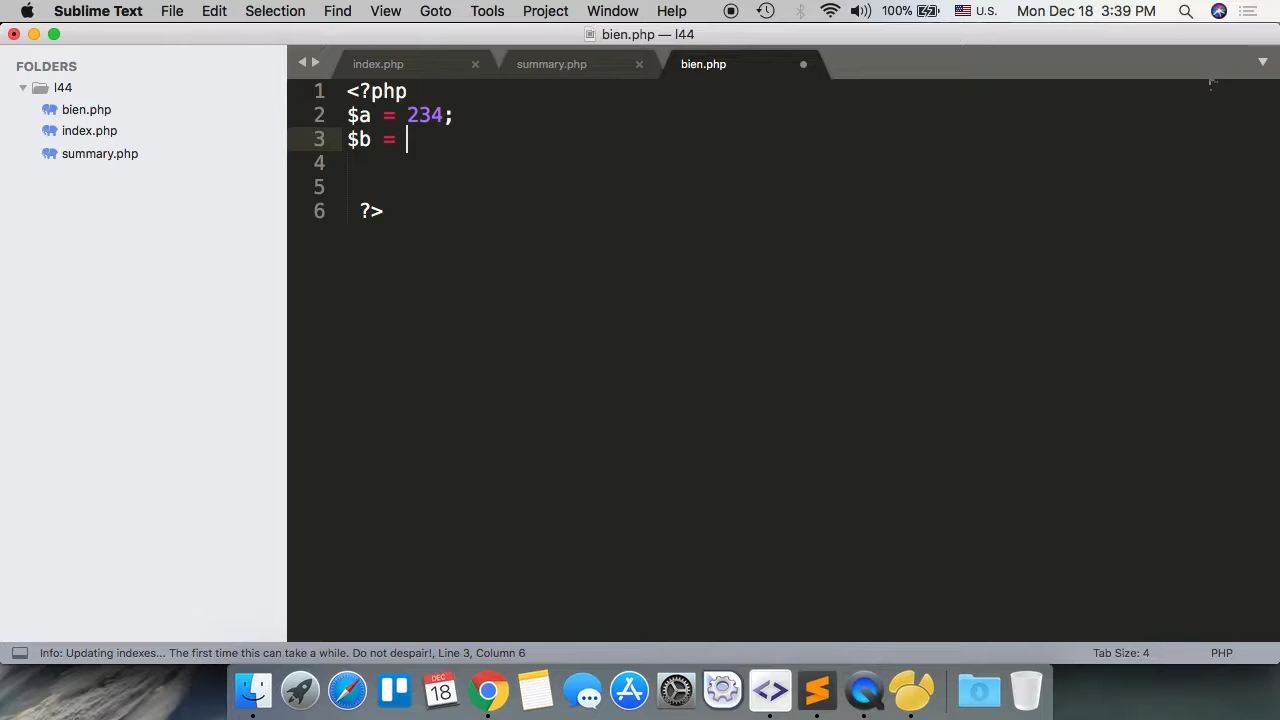 Sublime Text File Edit Selection Find View Goto Tools Project Window Help 100% U.S. Mon Dec 18 3:39 PM
bien.php — l44
FOLDERS
l44
bien.php
index.php
summary.php
index.php summary.php bien.php
1 <?php
2 $a = 234;
3 $b =
4
5
6 ?>
Info: Updating indexes... The first time this can take a while. Do not despair!, Line 3, Column 6 Tab Size: 4 PHP
DEC
18